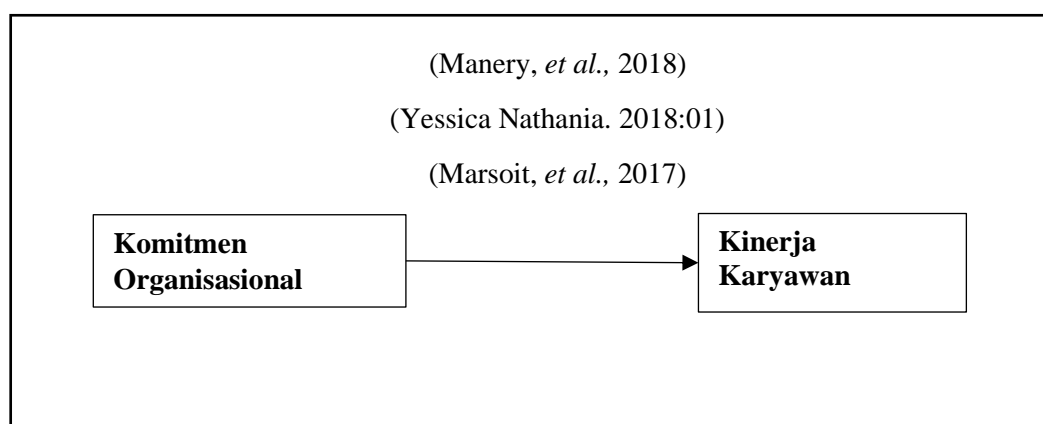 (Manery, et al., 2018)
(Yessica Nathania. 2018:01)
(Marsoit, et al., 2017)
Komitmen
Organisasional
Kinerja
Karyawan